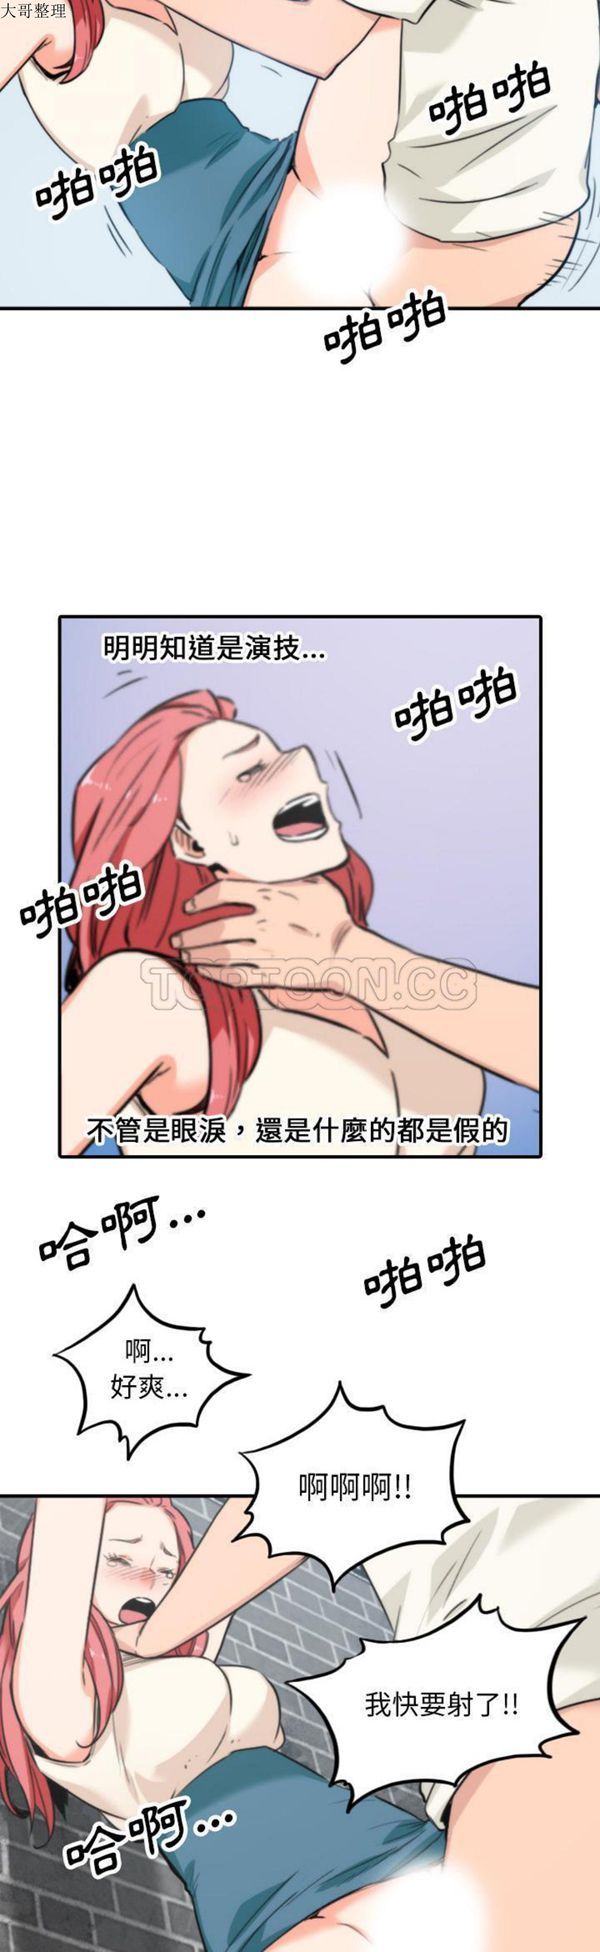 大哥整理
啪啪
啪啪
啪啪
明明知道是演技...
啪啪
啪啪
TOPTOON.CC
不管是眼淚，還是什麼的都是假的
哈啊...
啪啪
啊...
好爽...
啊啊啊!!
我快要射了!!
哈啊...